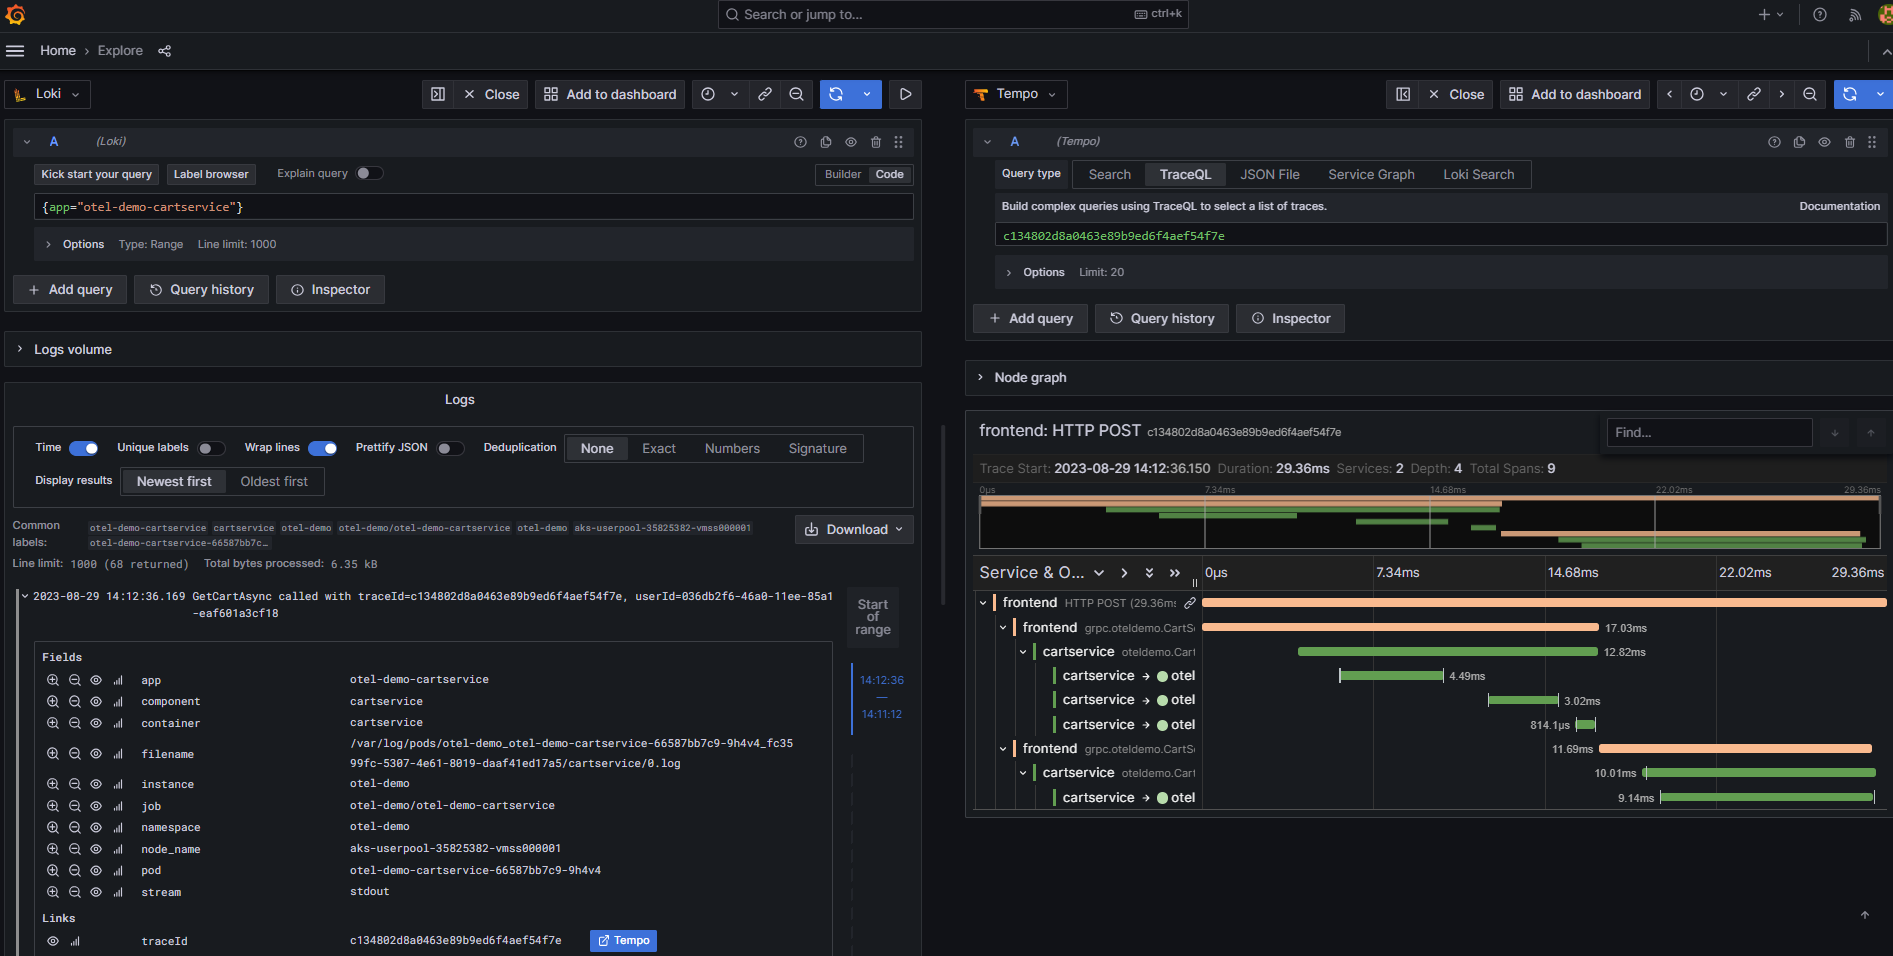 Search or jump to...
ctrl+k
Home › Explore
Loki
Close
Add to dashboard
A
(Loki)
Kick start your query
Label browser
Explain query
Builder
Code
{app="otel-demo-cartservice"}
Options
Type: Range
Line limit: 1000
+ Add query
Query history
Inspector
Logs volume
Logs
Time
Unique labels
Wrap lines
Prettify JSON
Deduplication
None
Exact
Numbers
Signature
Display results
Newest first
Oldest first
Common labels:
otel-demo-cartservice cartservice otel-demo otel-demo/otel-demo-cartservice otel-demo aks-userpool-35825382-vmss000001
otel-demo-cartservice-66587bb7c…
Download
Line limit: 1000 (68 returned) Total bytes processed: 6.35 kB
2023-08-29 14:12:36.169 GetCartAsync called with traceId=c134802d8a0463e89b9ed6f4aef54f7e, userId=036db2f6-46a0-11ee-85a1
-eaf601a3cf18
Start
of
range
14:12:36
—
14:11:12
Fields
app otel-demo-cartservice
component cartservice
container cartservice
filename /var/log/pods/otel-demo_otel-demo-cartservice-66587bb7c9-9h4v4_fc35
99fc-5307-4e61-8019-daaf41ed17a5/cartservice/0.log
instance otel-demo
job otel-demo/otel-demo-cartservice
namespace otel-demo
node_name aks-userpool-35825382-vmss000001
pod otel-demo-cartservice-66587bb7c9-9h4v4
stream stdout
Links
traceId c134802d8a0463e89b9ed6f4aef54f7e Tempo
Tempo
Close
Add to dashboard
A
(Tempo)
Query type
Search
TraceQL
JSON File
Service Graph
Loki Search
Build complex queries using TraceQL to select a list of traces.
Documentation
c134802d8a0463e89b9ed6f4aef54f7e
Options
Limit: 20
+ Add query
Query history
Inspector
Node graph
frontend: HTTP POST c134802d8a0463e89b9ed6f4aef54f7e
Find...
Trace Start: 2023-08-29 14:12:36.150 Duration: 29.36ms Services: 2 Depth: 4 Total Spans: 9
0μs 7.34ms 14.68ms 22.02ms 29.36ms
Service & O...
0μs 7.34ms 14.68ms 22.02ms 29.36ms
frontend HTTP POST (29.36ms
frontend grpc.oteldemo.CartSe 17.03ms
cartservice oteldemo.Cart 12.82ms
cartservice → otel 4.49ms
cartservice → otel 3.02ms
cartservice → otel 814.1μs
frontend grpc.oteldemo.CartSe 11.69ms
cartservice oteldemo.Cart 10.01ms
cartservice → otel 9.14ms